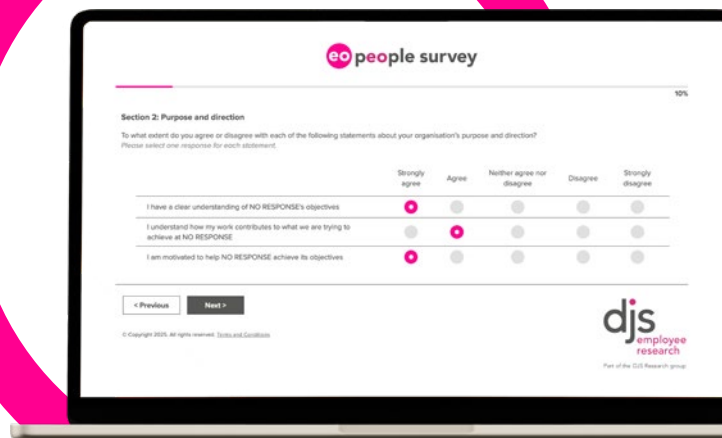 eo people survey
10%
Section 2: Purpose and direction
To what extent do you agree or disagree with each of the following statements about your organisation's purpose and direction?
Please select one response for each statement.
Strongly agree
Agree
Neither agree nor disagree
Disagree
Strongly disagree
I have a clear understanding of NO RESPONSE's objectives
I understand how my work contributes to what we are trying to
achieve at NO RESPONSE
I am motivated to help NO RESPONSE achieve its objectives
< Previous
Next >
© Copyright 2025. All rights reserved. Terms and Conditions
djs
employee
research
Part of the DJS Research group